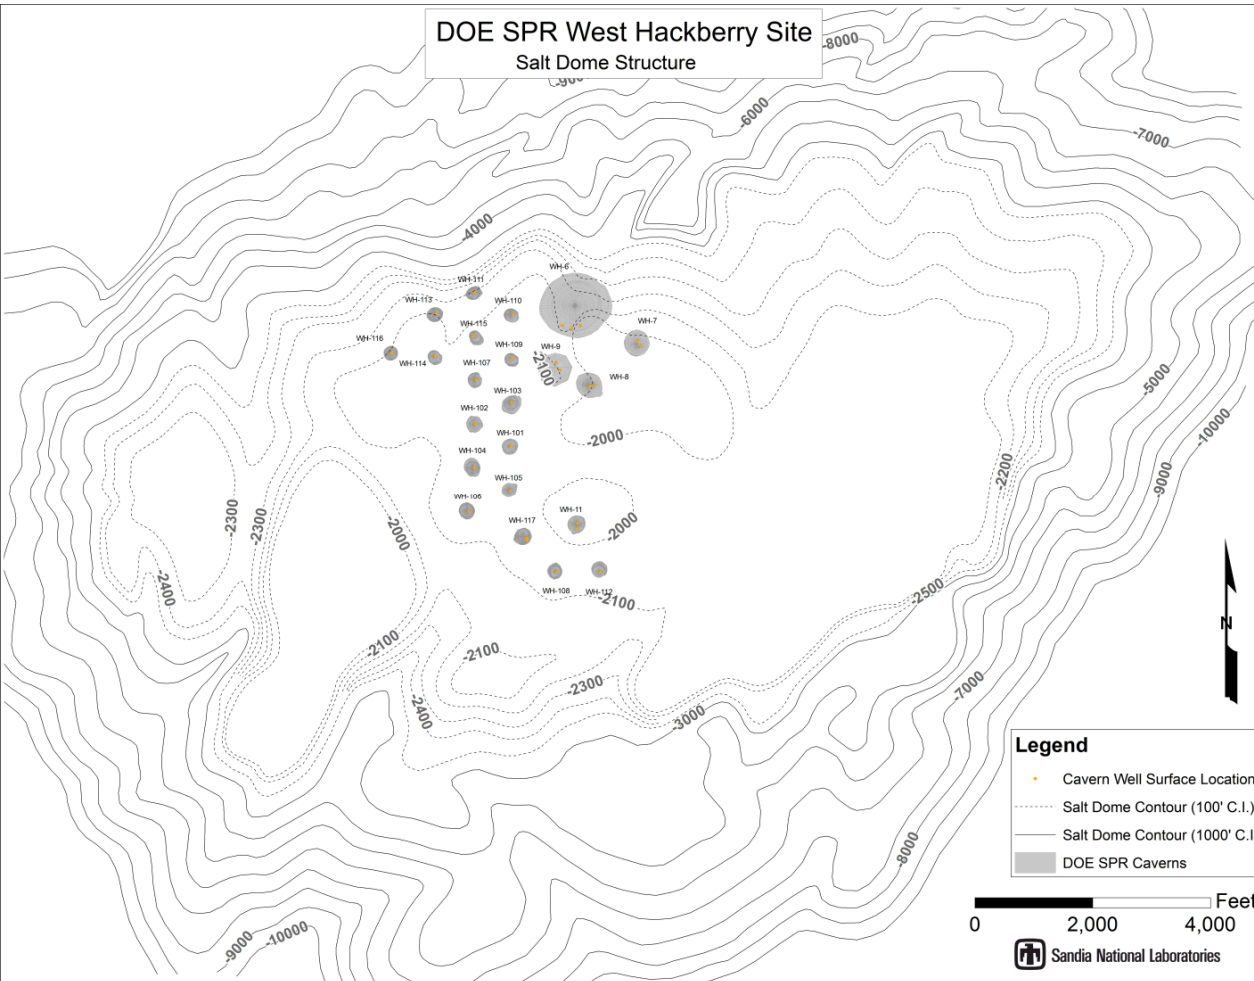 DOE SPR West Hackberry Site
Salt Dome Structure
-8000
-6000
-7000
-4000
WH-6
WH-111
WH-113
WH-110
WH-7
WH-115
WH-116
WH-109
WH-9
WH-114
WH-107
-2100
WH-8
WH-103
-5000
WH-102
-10000
WH-101
-2000
WH-104
-2200
WH-105
-9000
WH-106
WH-11
-2300
-2300
-2000
WH-117
-2000
-2400
WH-108
WH-112
-2100
-2500
N
-2100
-2100
-2300
-7000
-2400
-3000
Legend
Cavern Well Surface Location
Salt Dome Contour (100' C.I.)
Salt Dome Contour (1000' C.I
DOE SPR Caverns
-8000
Feet
0 2,000 4,000
-9000
-10000
Sandia National Laboratories